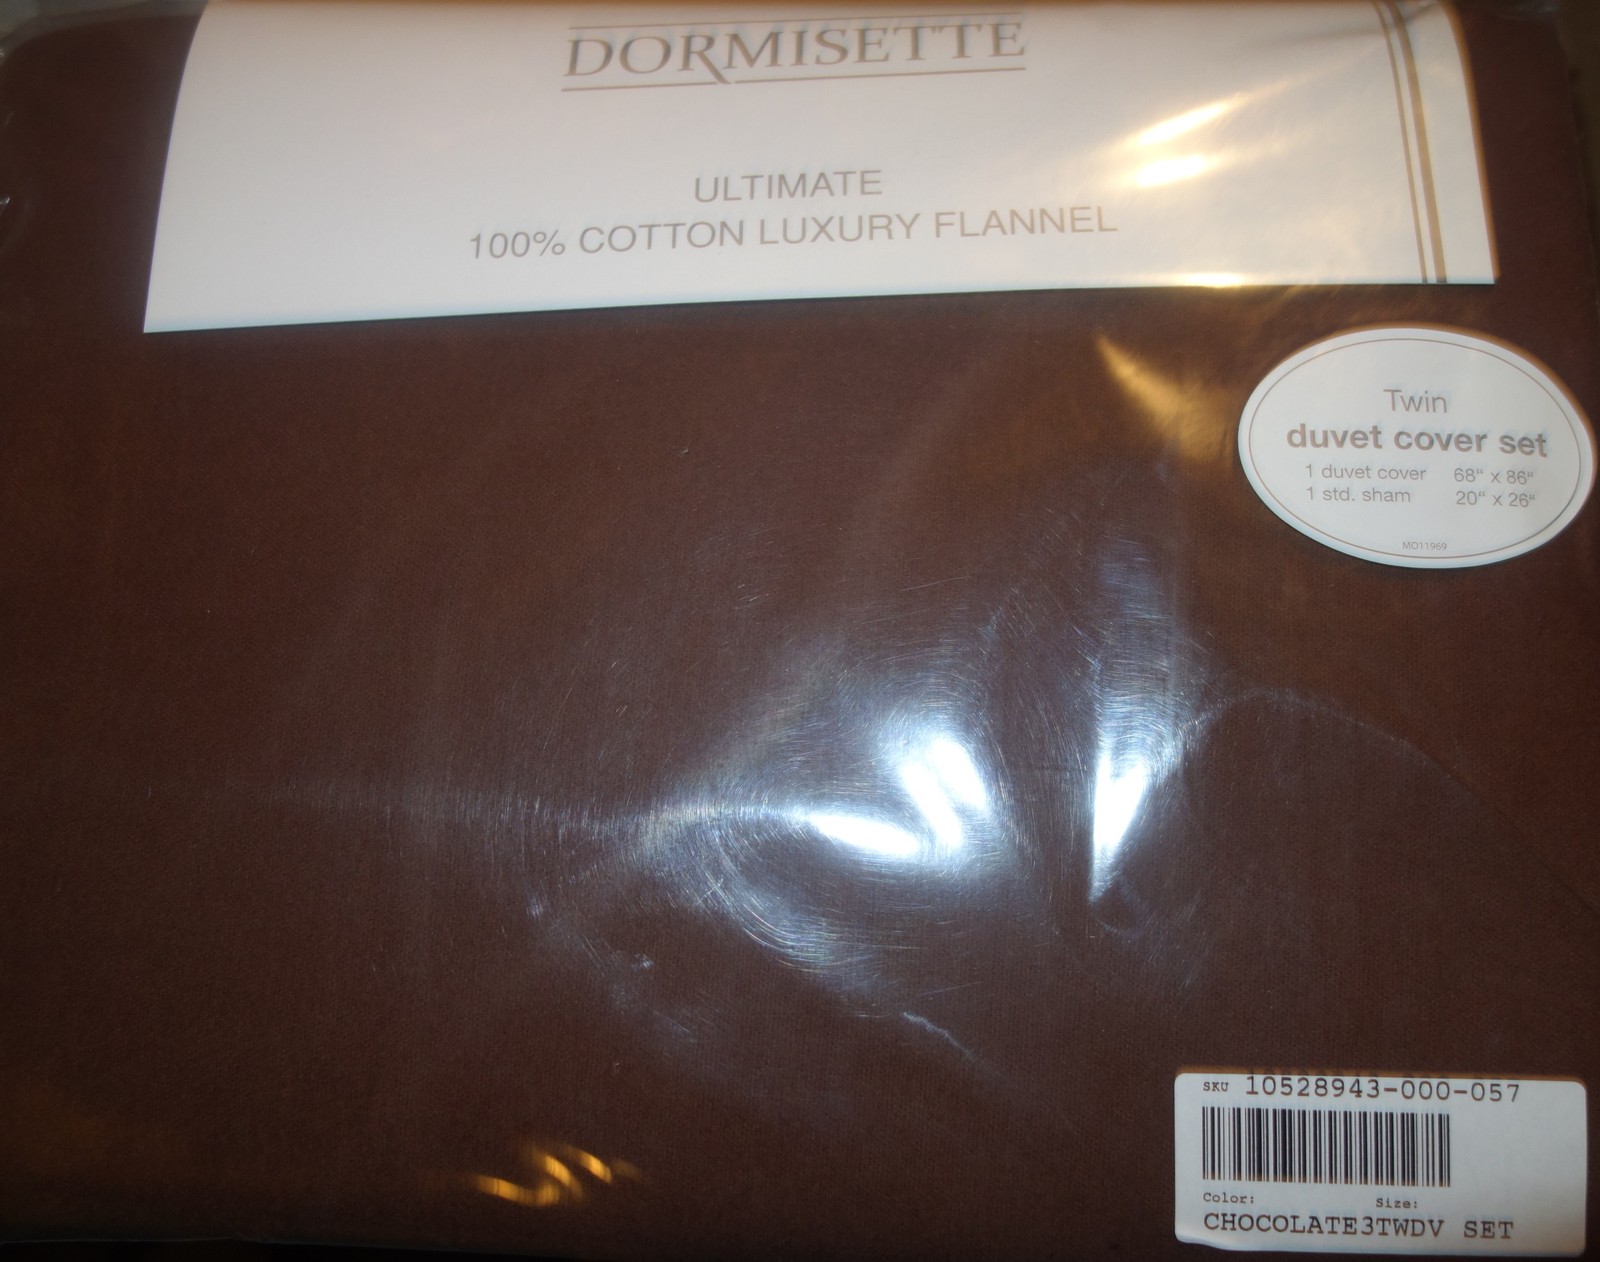 DORMISETTE
ULTIMATE
100% COTTON LUXURY FLANNEL
Twin
duvet cover set
1 duvet cover 68" x 86"
1 std. sham 20" x 26"
MO11969
SKU 10528943-000-057
Color: Size:
CHOCOLATE3TWDV SET